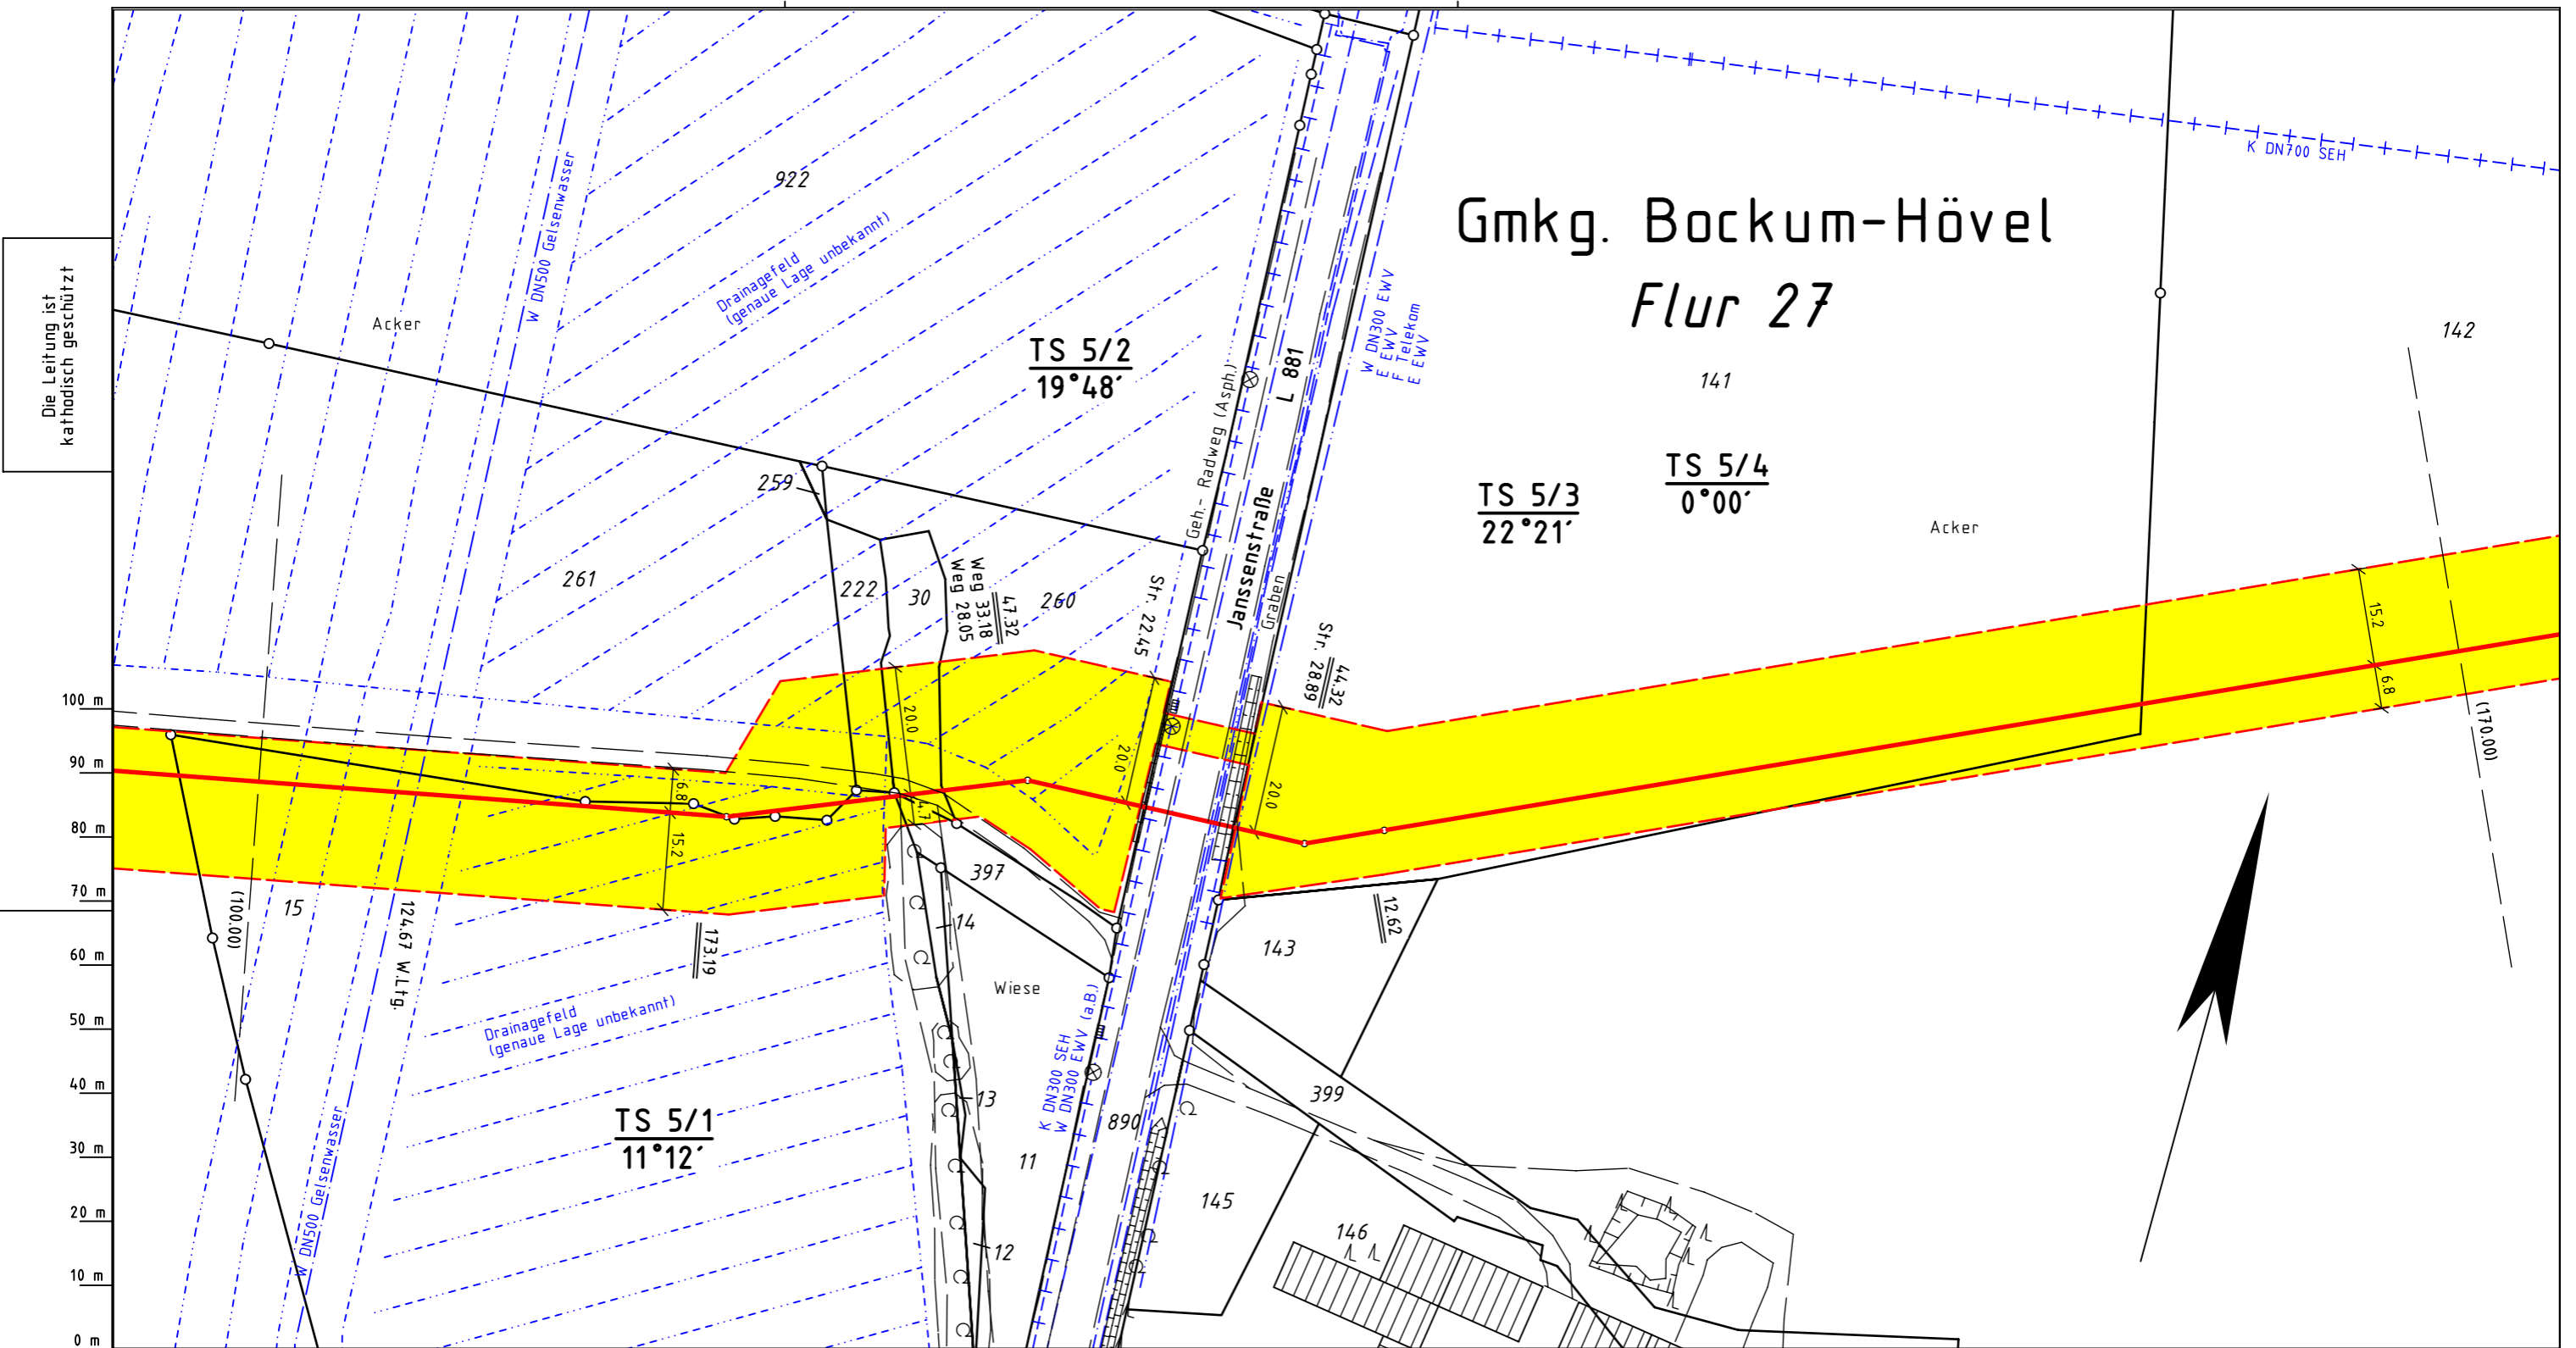 Die Leitung ist
kathodisch geschützt
922
W DN500 Gelsenwasser
Drainagefeld
(genaue Lage unbekannt)
Acker
K DN700 SEH
Gmkg. Bockum-Hövel
Flur 27
142
141
W DN300 EWV
E EWV
F Telekom
E EWV
L 881
Janssenstraße
Geh.- Radweg (Asph.)
Graben
TS 5/2
19°48′
TS 5/3
22°21′
TS 5/4
0°00′
Acker
259
261
222
30
260
47.32
Weg 33.18
Weg 28.05
Str. 22.45
44.32
Str. 28.89
20.0
20.0
20.0
15.2
6.8
(170.00)
100 m
90 m
80 m
70 m
60 m
50 m
40 m
30 m
20 m
10 m
0 m
6.8
15.2
4.7
15
(100.00)
124.67 W.Ltg.
173.19
397
14
12.62
143
Wiese
Drainagefeld
(genaue Lage unbekannt)
K DN300 SEH
W DN300 EWV (a.B.)
13
399
890
TS 5/1
11°12′
11
145
146
12
W DN500 Gelsenwasser